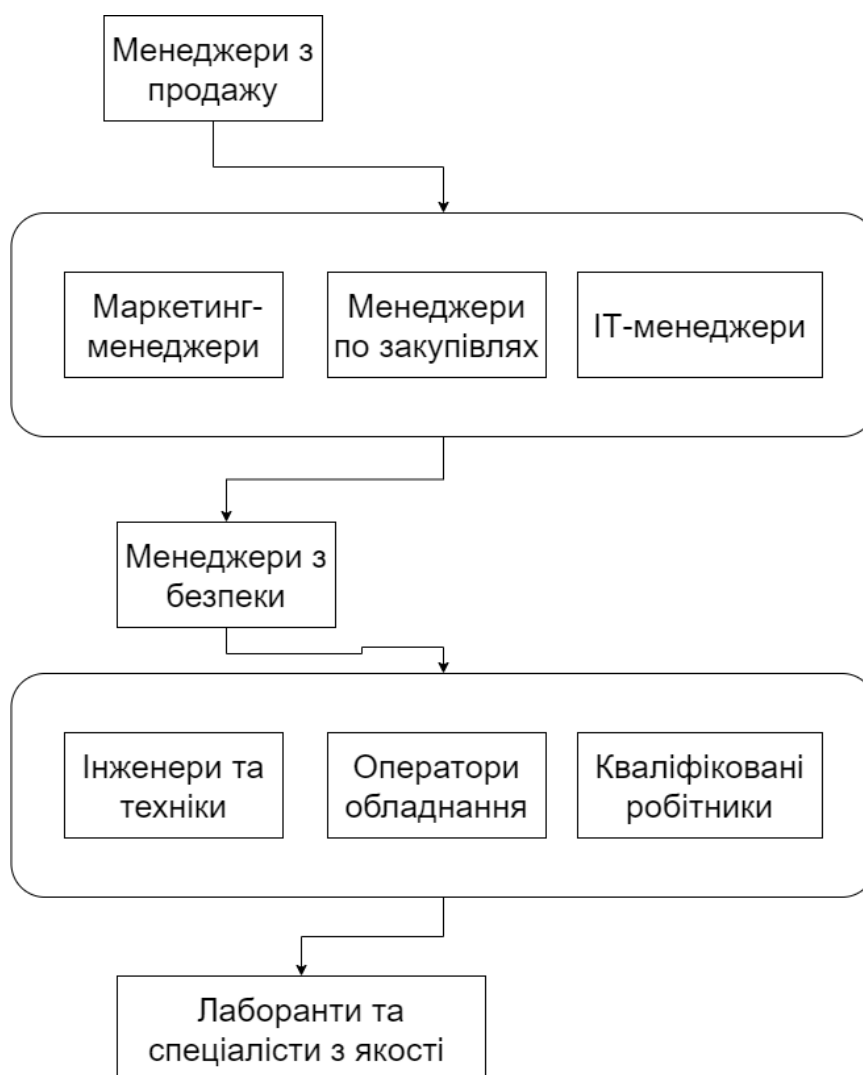 Менеджери з
продажу
Маркетинг-
менеджери
Менеджери
по закупівлях
ІТ-менеджери
Менеджери з
безпеки
Інженери та
техніки
Оператори
обладнання
Кваліфіковані
робітники
Лаборанти та
спеціалісти з якості